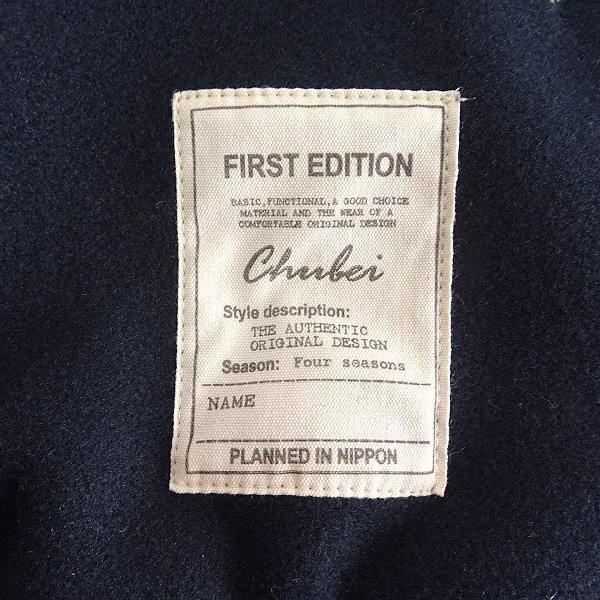 FIRST EDITION
BASIC,FUNCTIONAL,A GOOD CHOICE
MATERIAL AND THE WEAR OF A
COMFORTABLE ORIGINAL DESIGN
Chubei
Style description:
THE AUTHENTIC
ORIGINAL DESIGN
Season: Four seasons
NAME
PLANNED IN NIPPON